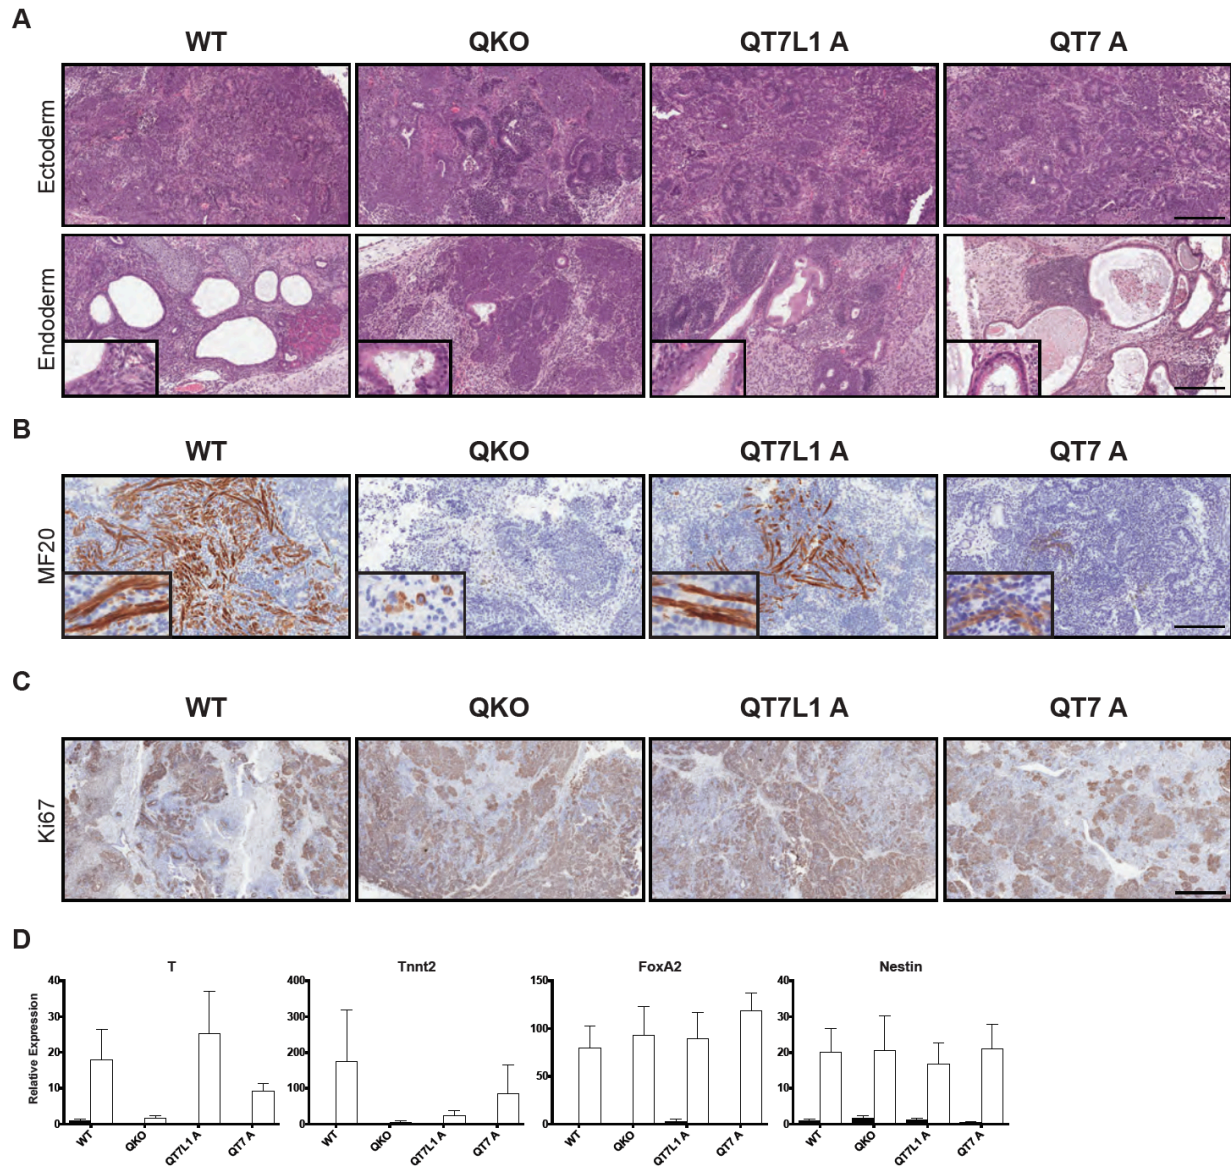 A
WT QKO QT7L1 A QT7 A
Ectoderm
Endoderm
B
WT QKO QT7L1 A QT7 A
MF20
C
WT QKO QT7L1 A QT7 A
Ki67
D
T Tnnt2 FoxA2 Nestin
Relative Expression
40 400 150 40
30 300 30
100
20 200 20
50
10 100 10
0 0 0 0
WT QKO QT7L1 A QT7 A WT QKO QT7L1 A QT7 A WT QKO QT7L1 A QT7 A WT QKO QT7L1 A QT7 A